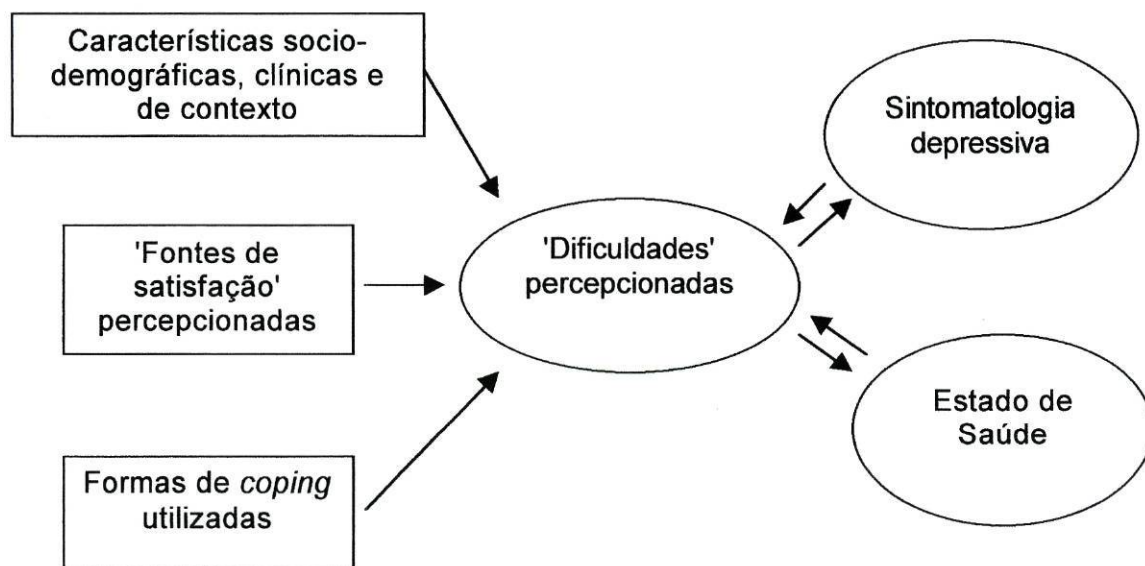 Características socio-
demográficas, clínicas e
de contexto
'Fontes de
satisfação'
percepcionadas
Formas de coping
utilizadas
'Dificuldades'
percepcionadas
Sintomatologia
depressiva
Estado de
Saúde